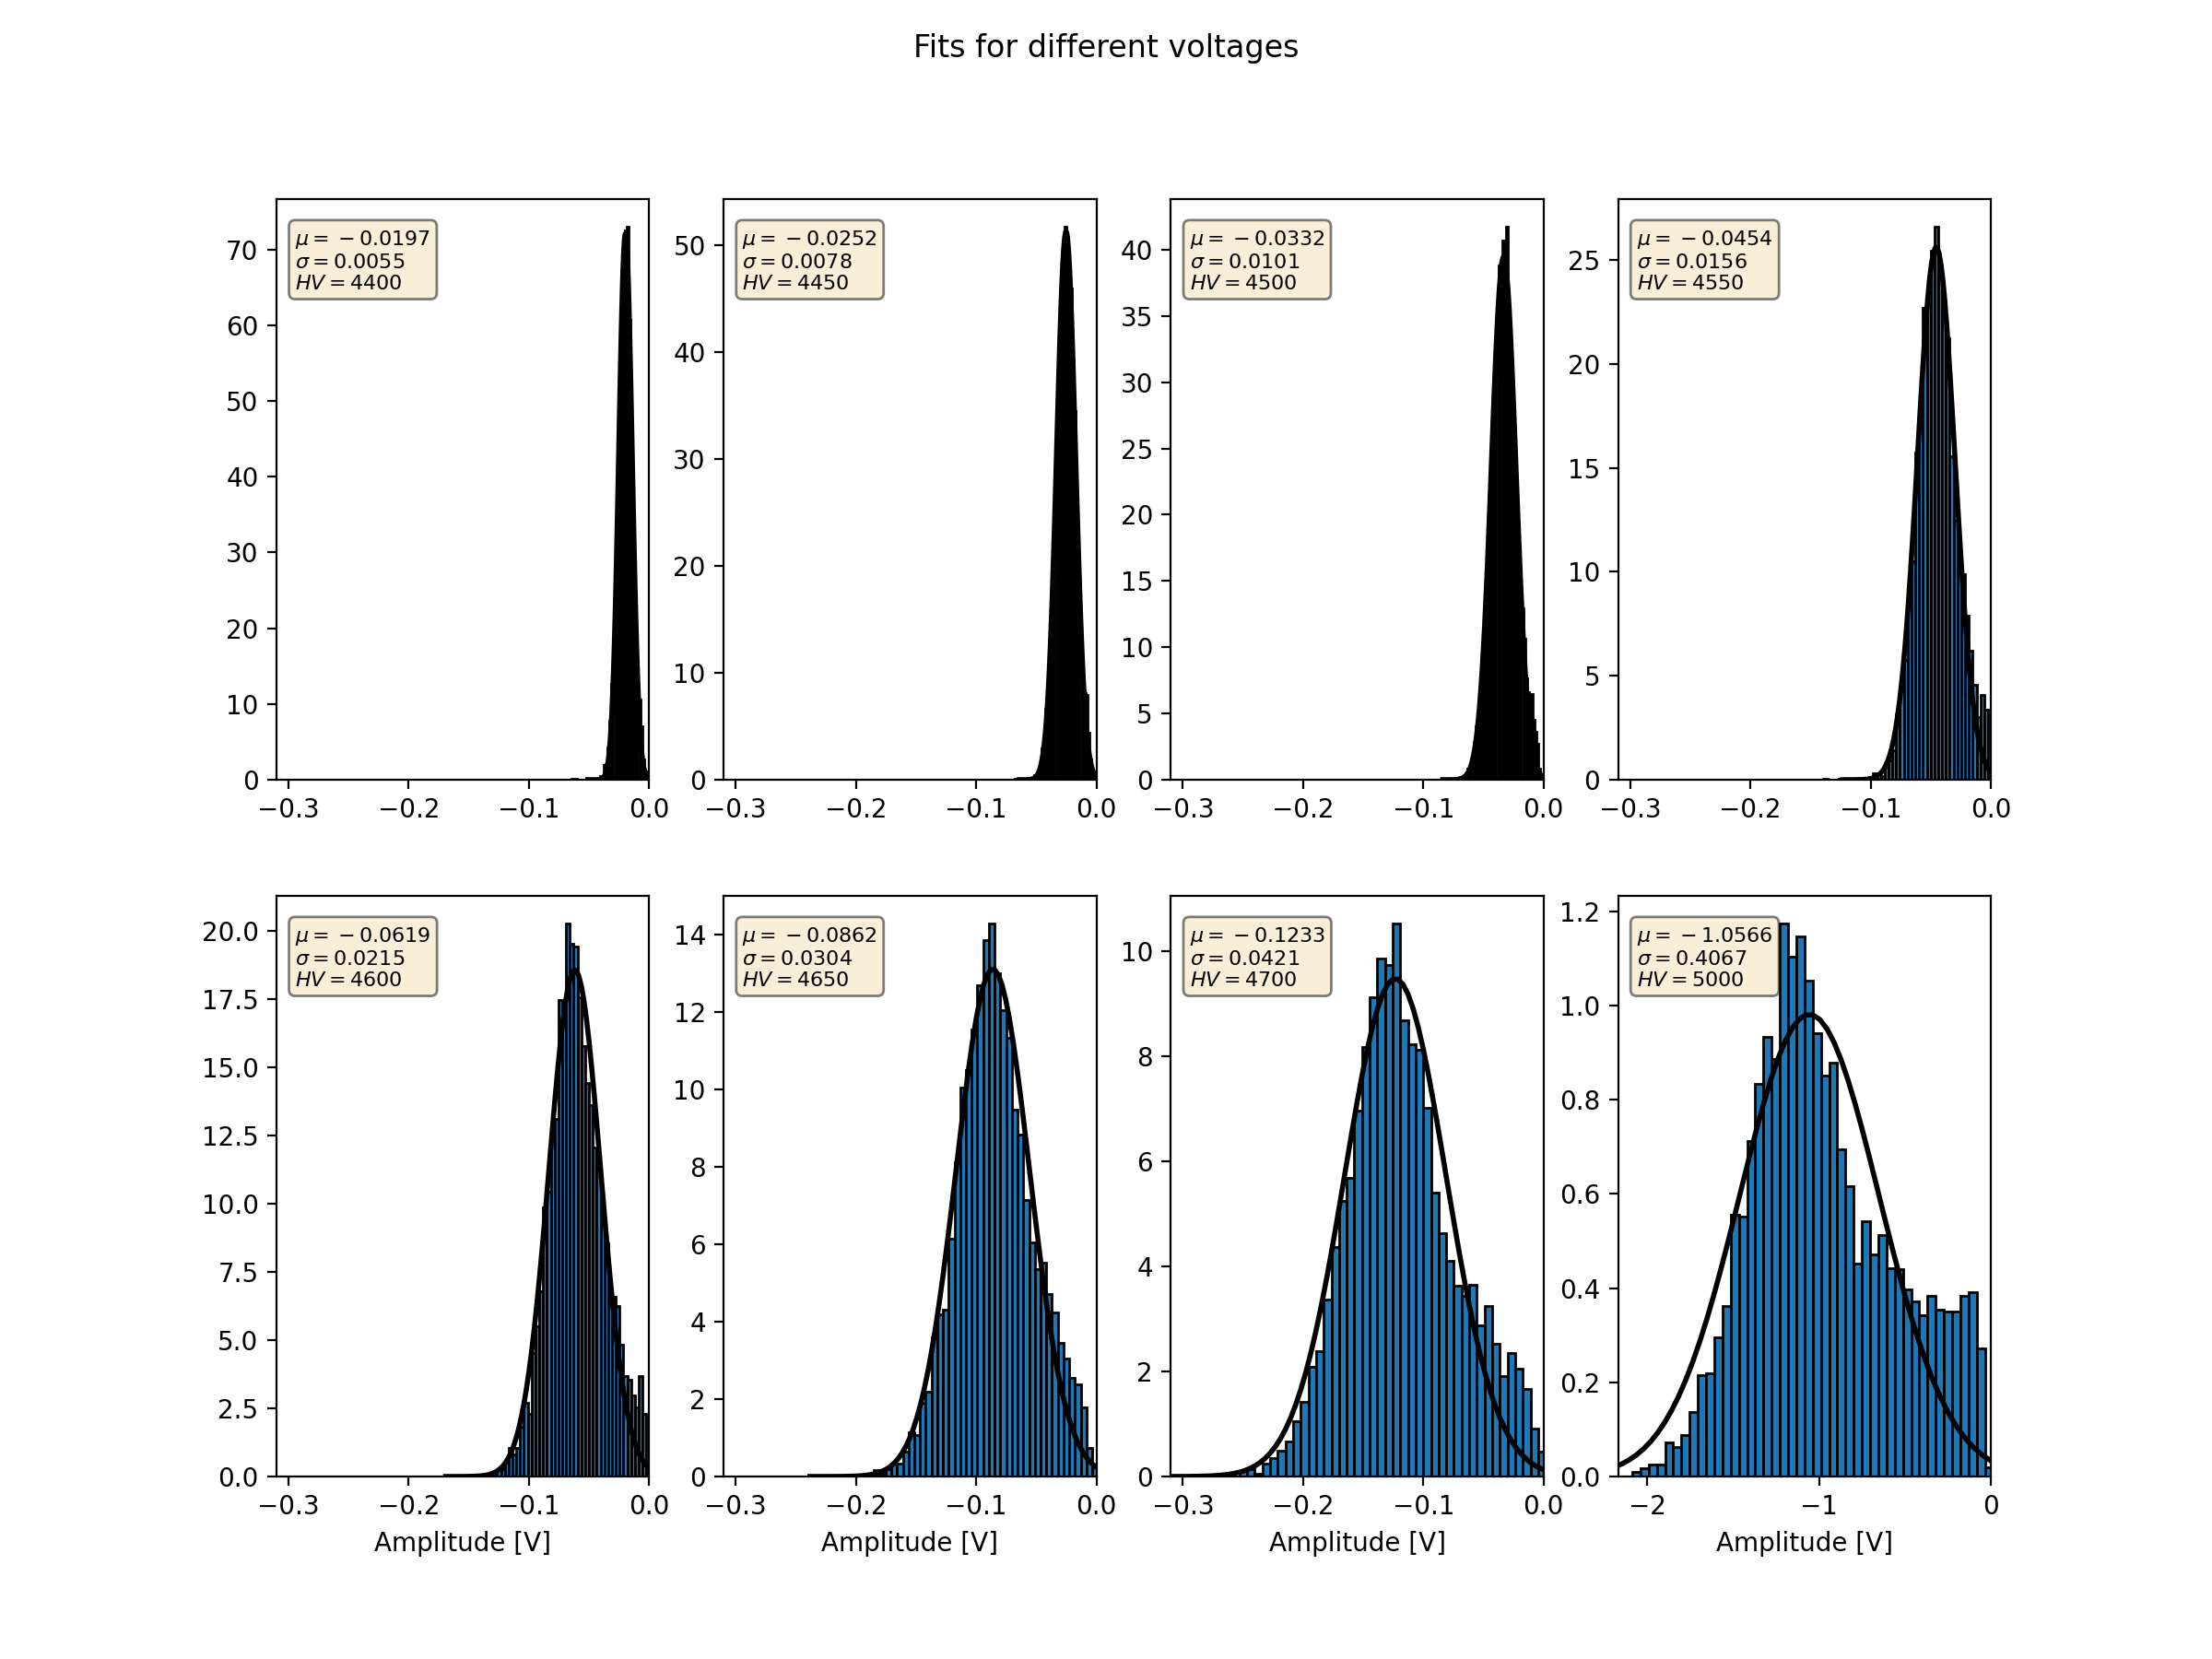 Fits for different voltages
μ = −0.0197
σ = 0.0055
HV = 4400
70
60
50
40
30
20
10
0
−0.3 −0.2 −0.1 0.0
μ = −0.0252
σ = 0.0078
HV = 4450
50
40
30
20
10
0
−0.3 −0.2 −0.1 0.0
μ = −0.0332
σ = 0.0101
HV = 4500
40
35
30
25
20
15
10
5
0
−0.3 −0.2 −0.1 0.0
μ = −0.0454
σ = 0.0156
HV = 4550
25
20
15
10
5
0
−0.3 −0.2 −0.1 0.0
μ = −0.0619
σ = 0.0215
HV = 4600
20.0
17.5
15.0
12.5
10.0
7.5
5.0
2.5
0.0
−0.3 −0.2 −0.1 0.0
Amplitude [V]
μ = −0.0862
σ = 0.0304
HV = 4650
14
12
10
8
6
4
2
0
−0.3 −0.2 −0.1 0.0
Amplitude [V]
μ = −0.1233
σ = 0.0421
HV = 4700
10
8
6
4
2
0
−0.3 −0.2 −0.1 0.0
Amplitude [V]
μ = −1.0566
σ = 0.4067
HV = 5000
1.2
1.0
0.8
0.6
0.4
0.2
0.0
−2 −1 0
Amplitude [V]